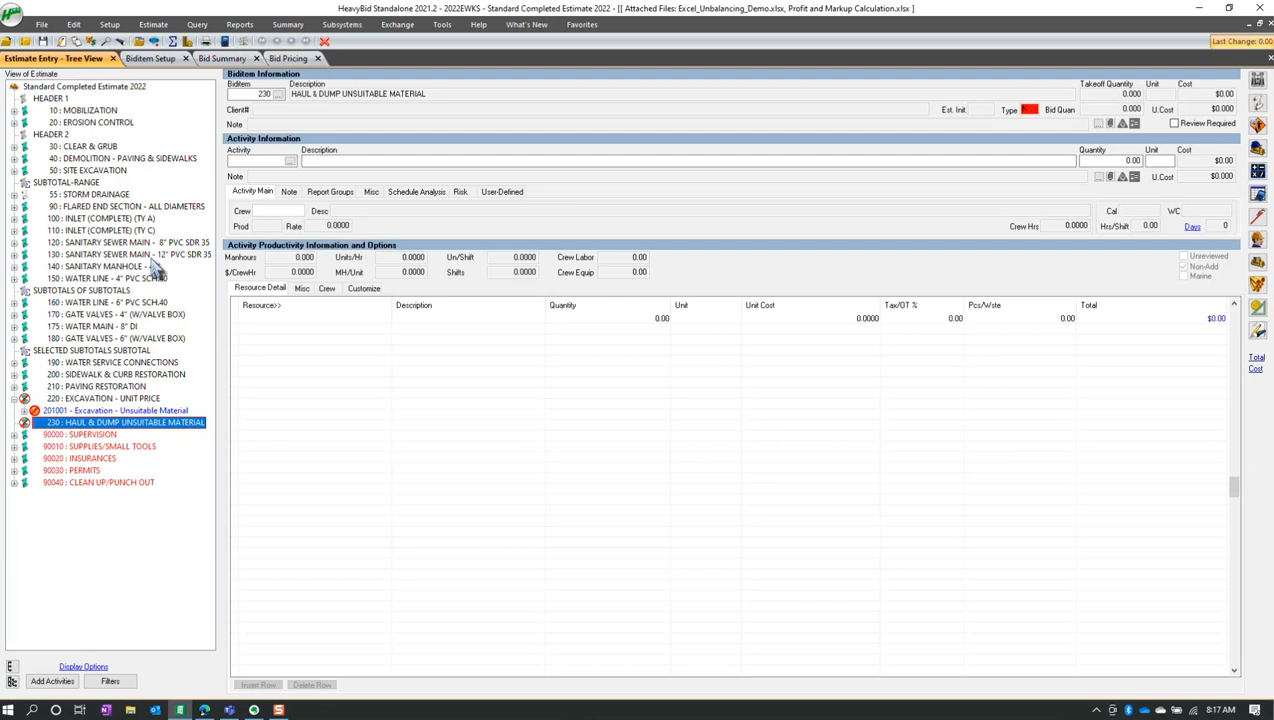 HeavyBid Standalone 2021.2 - 2022EWKS - Standard Completed Estimate 2022 - [[ Attached Files: Excel_Unbalancing_Demo.xlsx, Profit and Markup Calculation.xlsx ]
File Edit Setup Estimate Query Reports Summary Subsystems Exchange Tools Help What's New Favorites
Last Change: 0.00
Estimate Entry - Tree View Biditem Setup Bid Summary Bid Pricing
View of Estimate
Standard Completed Estimate 2022
HEADER 1
10 : MOBILIZATION
20 : EROSION CONTROL
HEADER 2
30 : CLEAR & GRUB
40 : DEMOLITION - PAVING & SIDEWALKS
50 : SITE EXCAVATION
SUBTOTAL-RANGE
55 : STORM DRAINAGE
90 : FLARED END SECTION - ALL DIAMETERS
100 : INLET (COMPLETE) (TY A)
110 : INLET (COMPLETE) (TY C)
120 : SANITARY SEWER MAIN - 8" PVC SDR 35
130 : SANITARY SEWER MAIN - 12" PVC SDR 35
140 : SANITARY MANHOLE -
150 : WATER LINE - 4" PVC SCH.40
SUBTOTALS OF SUBTOTALS
160 : WATER LINE - 6" PVC SCH.40
170 : GATE VALVES - 4" (W/VALVE BOX)
175 : WATER MAIN - 8" DI
180 : GATE VALVES - 6" (W/VALVE BOX)
SELECTED SUBTOTALS SUBTOTAL
190 : WATER SERVICE CONNECTIONS
200 : SIDEWALK & CURB RESTORATION
210 : PAVING RESTORATION
220 : EXCAVATION - UNIT PRICE
201001 - Excavation - Unsuitable Material
230 : HAUL & DUMP UNSUITABLE MATERIAL
90000 : SUPERVISION
90010 : SUPPLIES/SMALL TOOLS
90020 : INSURANCES
90030 : PERMITS
90040 : CLEAN UP/PUNCH OUT
Display Options
Add Activities Filters
Biditem Information
Biditem Description Takeoff Quantity Unit Cost
230 ... HAUL & DUMP UNSUITABLE MATERIAL 0.000 $0.00
Client# Est. Init. Type Bid Quan 0.000 U.Cost $0.000
Note Review Required
Activity Information
Activity Description Quantity Unit Cost
... 0.00 $0.00
Note U.Cost $0.000
Activity Main Note Report Groups Misc Schedule Analysis Risk User-Defined
Crew Desc Cal WC
Prod Rate 0.0000 Crew Hrs 0.0000 Hrs/Shift 0.00 Days 0
Activity Productivity Information and Options
Manhours 0.000 Units/Hr 0.0000 Un/Shift 0.0000 Crew Labor 0.00
$/CrewHr 0.0000 MH/Unit 0.0000 Shifts 0.0000 Crew Equip 0.00
Unreviewed
Non-Add
Marine
Resource Detail Misc Crew Customize
Resource>> Description Quantity Unit Unit Cost Tax/OT % Pcs/Wste Total
0.00 0.0000 0.00 0.00 $0.00
Insert Row Delete Row
Total
Cost
8:17 AM